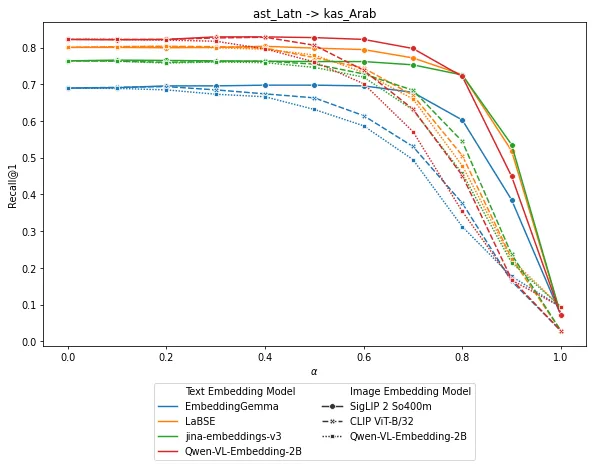 ast_Latn -> kas_Arab
Recall@1
0.8
0.7
0.6
0.5
0.4
0.3
0.2
0.1
0.0
0.0 0.2 0.4 0.6 0.8 1.0
α
Text Embedding Model Image Embedding Model
EmbeddingGemma SigLIP 2 So400m
LaBSE CLIP ViT-B/32
jina-embeddings-v3 Qwen-VL-Embedding-2B
Qwen-VL-Embedding-2B